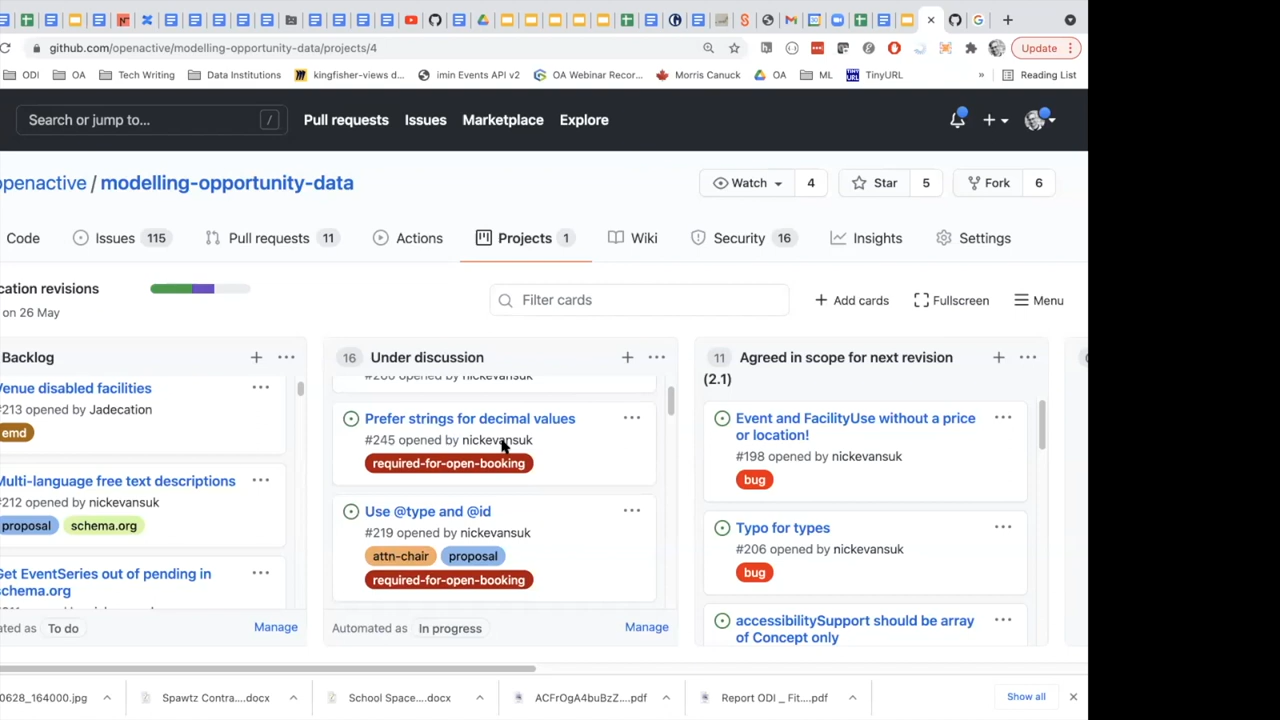 github.com/openactive/modelling-opportunity-data/projects/4
Update
ODI
OA
Tech Writing
Data Institutions
kingfisher-views d...
imin Events API v2
OA Webinar Recor...
Morris Canuck
OA
ML
TinyURL
»
Reading List
Search or jump to...
/
Pull requests
Issues
Marketplace
Explore
openactive / modelling-opportunity-data
Watch
4
Star
5
Fork
6
Code
Issues 115
Pull requests 11
Actions
Projects 1
Wiki
Security 16
Insights
Settings
cation revisions
on 26 May
Filter cards
Add cards
Fullscreen
Menu
Backlog
Venue disabled facilities
#213 opened by Jadecation
emd
Multi-language free text descriptions
#212 opened by nickevansuk
proposal
schema.org
Get EventSeries out of pending in
schema.org
ated as
To do
Manage
16
Under discussion
opened by nickevansuk
Prefer strings for decimal values
#245 opened by nickevansuk
required-for-open-booking
Use @type and @id
#219 opened by nickevansuk
attn-chair
proposal
required-for-open-booking
Automated as
In progress
Manage
11
Agreed in scope for next revision
(2.1)
Event and FacilityUse without a price
or location!
#198 opened by nickevansuk
bug
Typo for types
#206 opened by nickevansuk
bug
accessibilitySupport should be array
of Concept only
0628_164000.jpg
Spawtz Contra....docx
School Space....docx
ACFrOgA4buBzZ....pdf
Report ODI _ Fit....pdf
Show all